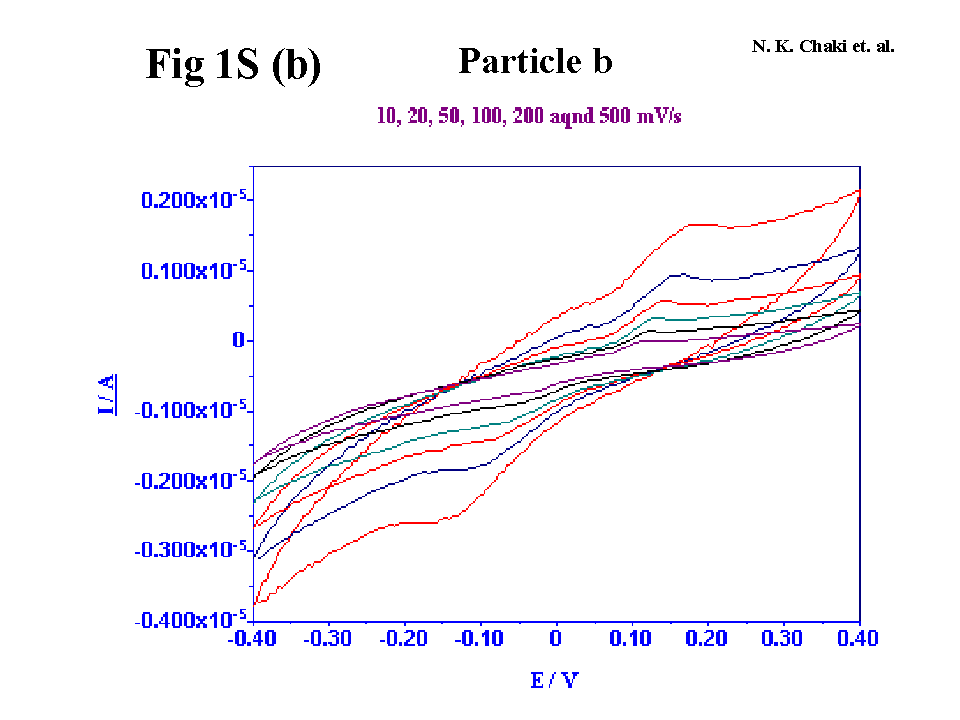 Fig 1S (b)
Particle b
N. K. Chaki et. al.
10, 20, 50, 100, 200 aqnd 500 mV/s
0.200x10-5
0.100x10-5
0
-0.100x10-5
-0.200x10-5
-0.300x10-5
-0.400x10-5
I / A
-0.40 -0.30 -0.20 -0.10 0 0.10 0.20 0.30 0.40
E / V